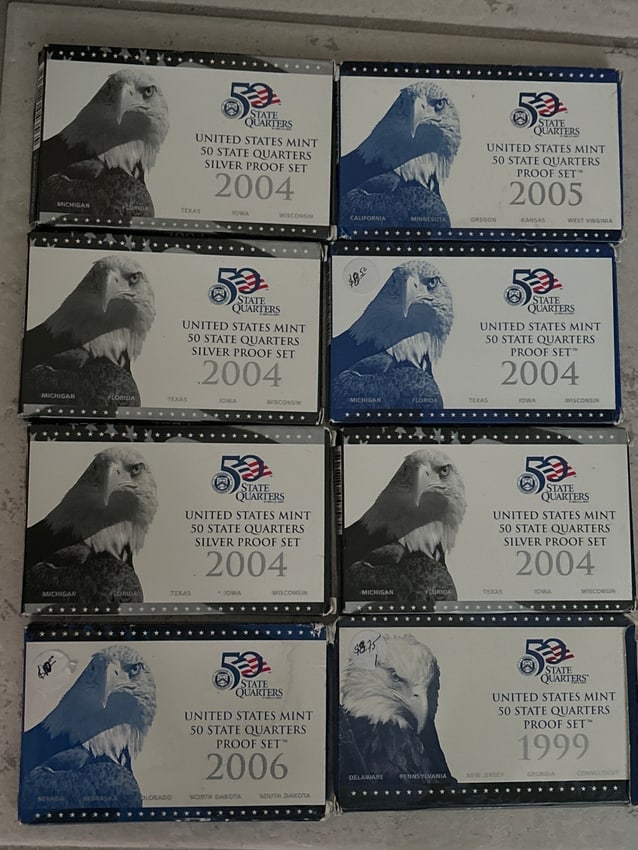 50
STATE
QUARTERS
UNITED STATES MINT
50 STATE QUARTERS
SILVER PROOF SET
2004
MICHIGAN FLORIDA TEXAS IOWA WISCONSIN
50
STATE
QUARTERS
UNITED STATES MINT
50 STATE QUARTERS
PROOF SET™
2005
CALIFORNIA MINNESOTA OREGON KANSAS WEST VIRGINIA
50
STATE
QUARTERS
UNITED STATES MINT
50 STATE QUARTERS
SILVER PROOF SET
2004
MICHIGAN FLORIDA TEXAS IOWA WISCONSIN
$8.50
50
STATE
QUARTERS
UNITED STATES MINT
50 STATE QUARTERS
PROOF SET™
2004
MICHIGAN FLORIDA TEXAS IOWA WISCONSIN
50
STATE
QUARTERS
UNITED STATES MINT
50 STATE QUARTERS
SILVER PROOF SET
2004
MICHIGAN FLORIDA TEXAS IOWA WISCONSIN
50
STATE
QUARTERS
UNITED STATES MINT
50 STATE QUARTERS
SILVER PROOF SET
2004
MICHIGAN FLORIDA TEXAS IOWA WISCONSIN
50
STATE
QUARTERS
UNITED STATES MINT
50 STATE QUARTERS
PROOF SET™
2006
NEVADA NEBRASKA COLORADO NORTH DAKOTA SOUTH DAKOTA
50
STATE
QUARTERS
UNITED STATES MINT
50 STATE QUARTERS
PROOF SET™
1999
DELAWARE PENNSYLVANIA NEW JERSEY GEORGIA CONNECTICUT